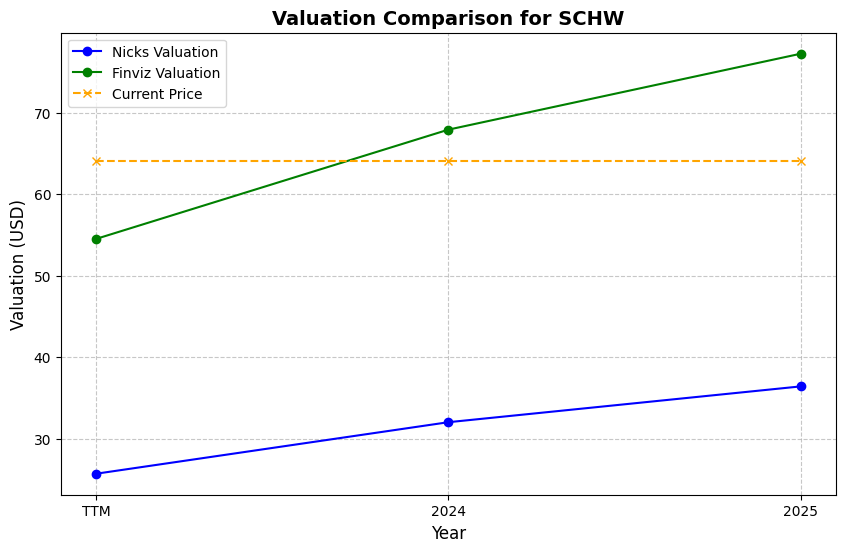 Valuation Comparison for SCHW
Nicks Valuation
Finviz Valuation
Current Price
Valuation (USD)
70
60
50
40
30
TTM
2024
2025
Year